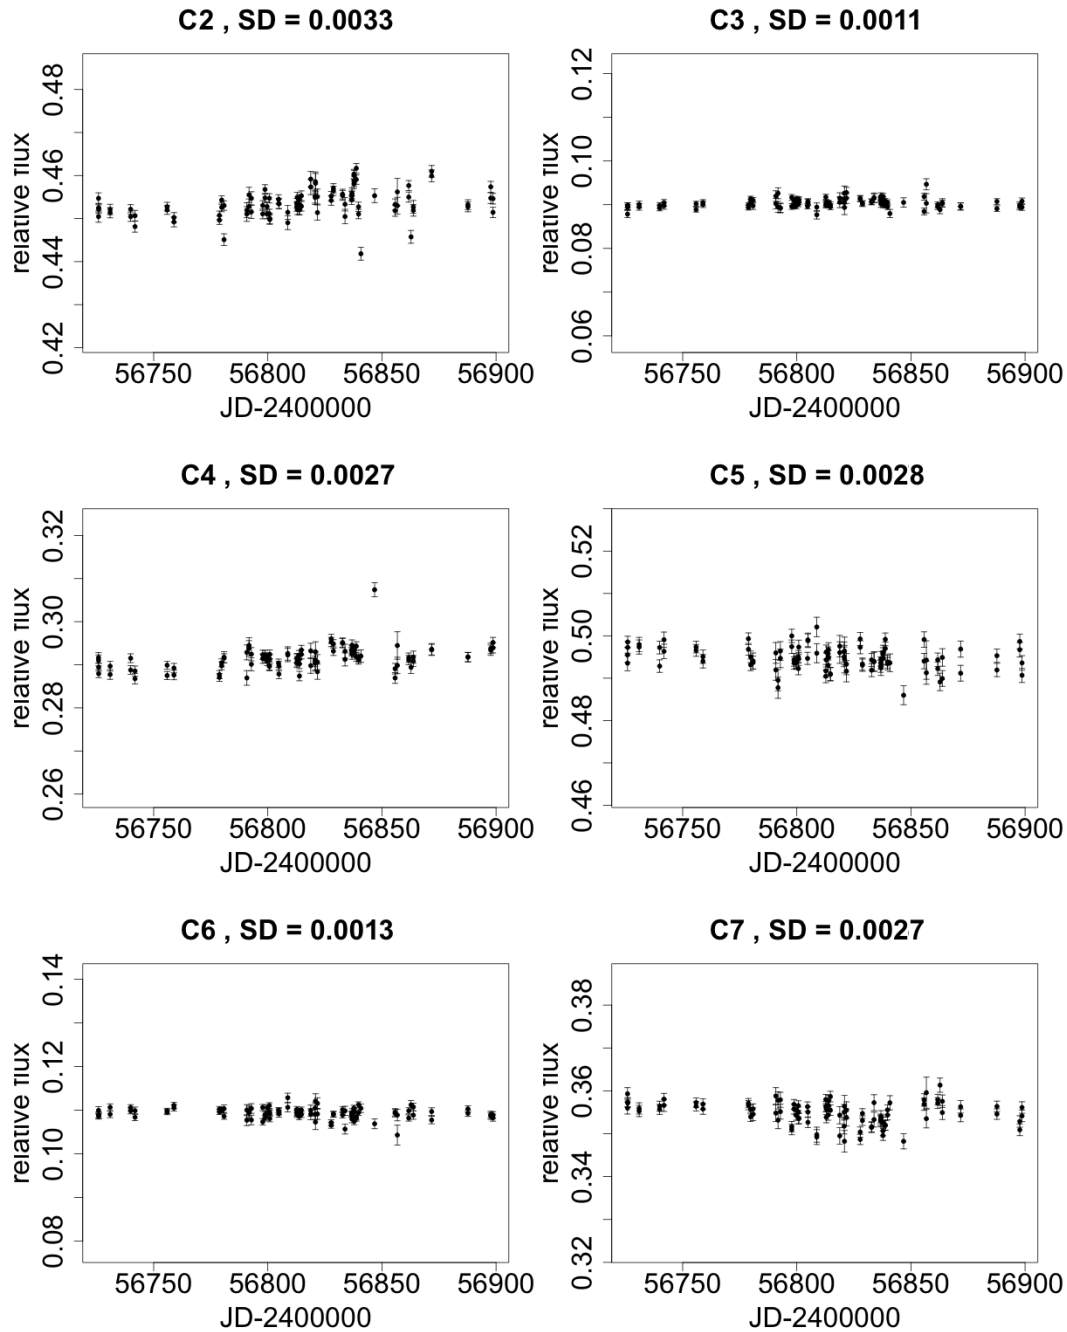 C2 , SD = 0.0033
C3 , SD = 0.0011
relative flux
0.42 0.44 0.46 0.48
56750 56800 56850 56900
JD-2400000
relative flux
0.06 0.08 0.10 0.12
56750 56800 56850 56900
JD-2400000
C4 , SD = 0.0027
C5 , SD = 0.0028
relative flux
0.26 0.28 0.30 0.32
56750 56800 56850 56900
JD-2400000
relative flux
0.46 0.48 0.50 0.52
56750 56800 56850 56900
JD-2400000
C6 , SD = 0.0013
C7 , SD = 0.0027
relative flux
0.08 0.10 0.12 0.14
56750 56800 56850 56900
JD-2400000
relative flux
0.32 0.34 0.36 0.38
56750 56800 56850 56900
JD-2400000